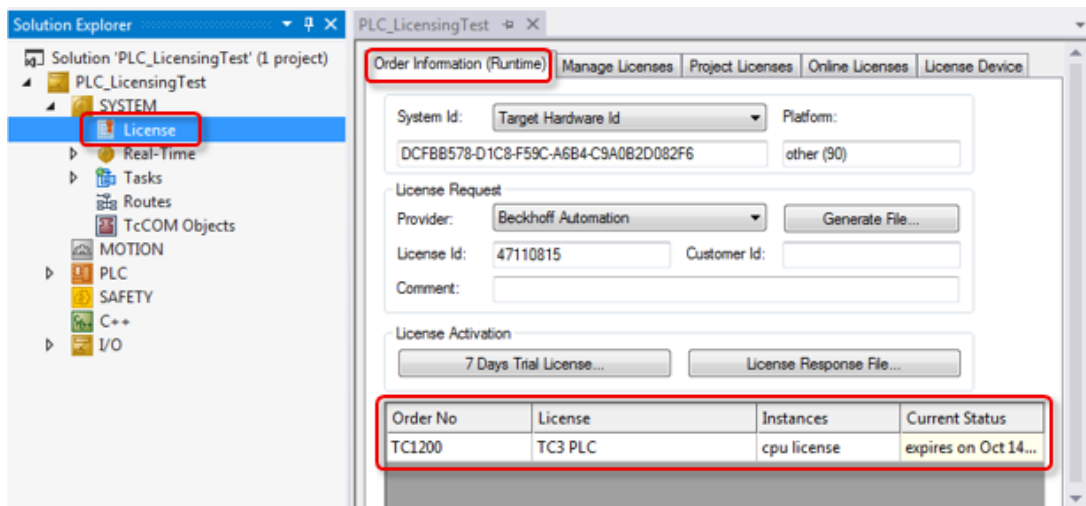 Solution Explorer
Solution 'PLC_LicensingTest' (1 project)
PLC_LicensingTest
SYSTEM
License
Real-Time
Tasks
Routes
TcCOM Objects
MOTION
PLC
SAFETY
C++
I/O
PLC_LicensingTest
Order Information (Runtime) Manage Licenses Project Licenses Online Licenses License Device
System Id: Target Hardware Id Platform:
DCFBB578-D1C8-F59C-A6B4-C9A0B2D082F6 other (90)
License Request
Provider: Beckhoff Automation Generate File...
License Id: 47110815 Customer Id:
Comment:
License Activation
7 Days Trial License... License Response File...
Order No License Instances Current Status
TC1200 TC3 PLC cpu license expires on Oct 14...